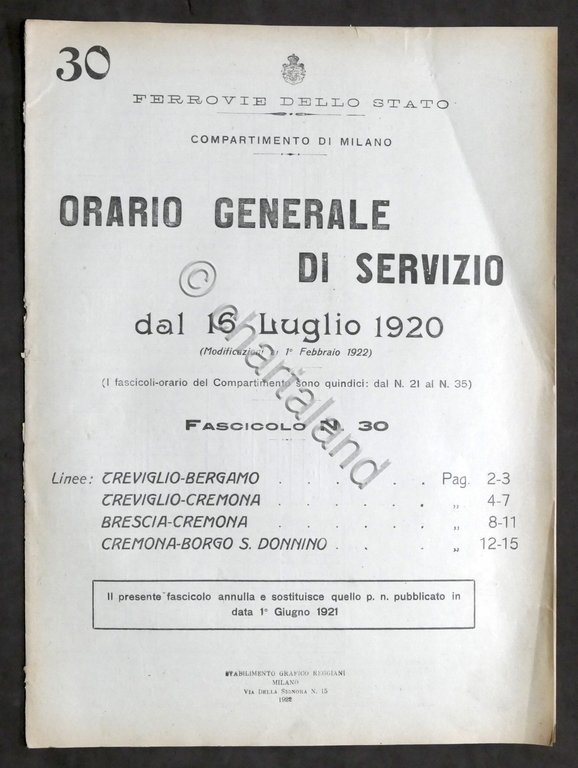 30
FERROVIE DELLO STATO
COMPARTIMENTO DI MILANO
ORARIO GENERALE
DI SERVIZIO
dal 16 Luglio 1920
(Modificazioni al 1° Febbraio 1922)
(I fascicoli-orario del Compartimento sono quindici: dal N. 21 al N. 35)
FASCICOLO N. 30
Linee: TREVIGLIO-BERGAMO . . . . . . Pag. 2-3
TREVIGLIO-CREMONA . . . . . . „ 4-7
BRESCIA-CREMONA . . . . . . „ 8-11
CREMONA-BORGO S. DONNINO . . . . „ 12-15
Il presente fascicolo annulla e sostituisce quello p. n. pubblicato in
data 1° Giugno 1921
STABILIMENTO GRAFICO REGGIANI
MILANO
VIA DELLA SIGNORA N. 15
1922
© chartaland